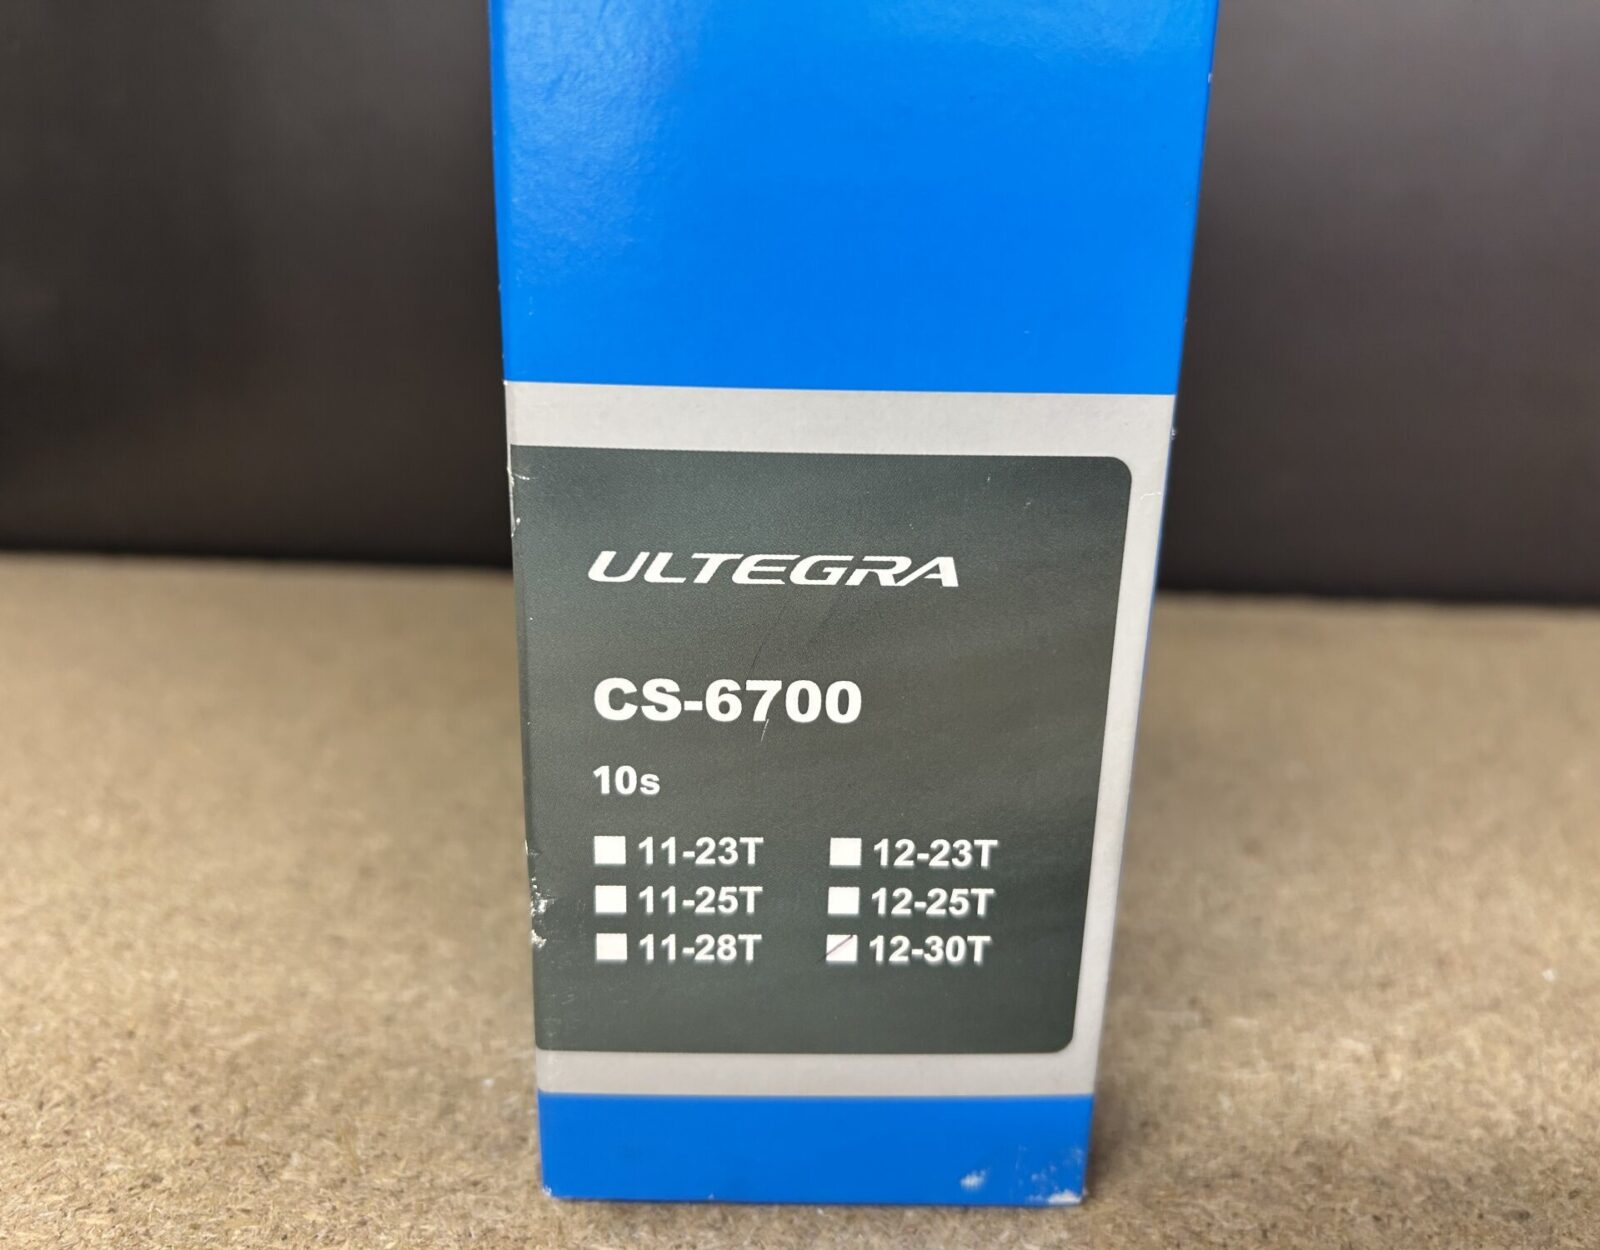 ULTEGRA
CS-6700
10s
11-23T 12-23T
11-25T 12-25T
11-28T 12-30T